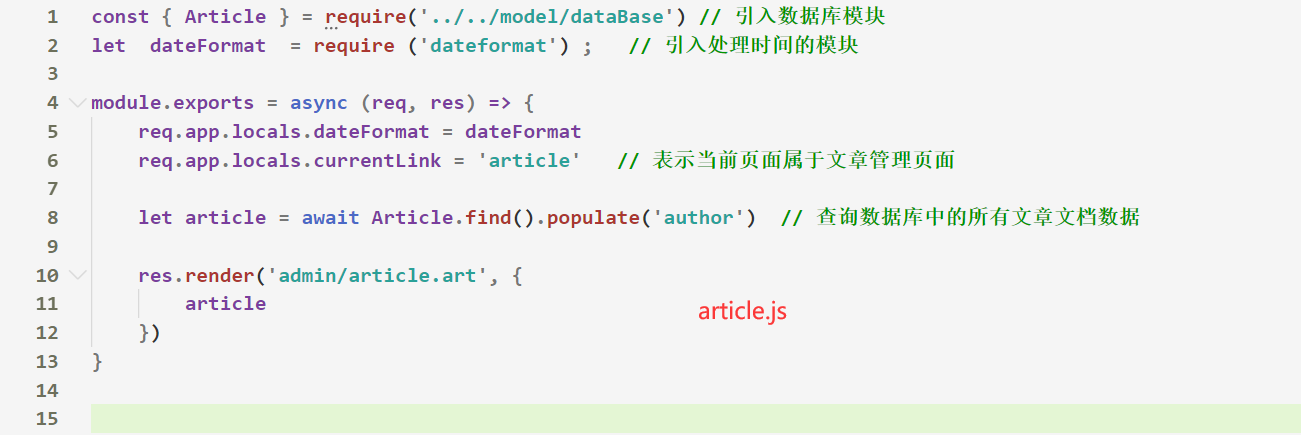 1 const { Article } = require('../../model/dataBase') // 引入数据库模块
2 let  dateFormat  = require ('dateformat') ;   // 引入处理时间的模块
3
4 module.exports = async (req, res) => {
5     req.app.locals.dateFormat = dateFormat
6     req.app.locals.currentLink = 'article'   // 表示当前页面属于文章管理页面
7
8     let article = await Article.find().populate('author')  // 查询数据库中的所有文章文档数据
9
10     res.render('admin/article.art', {
11         article
article.js
12     })
13 }
14
15